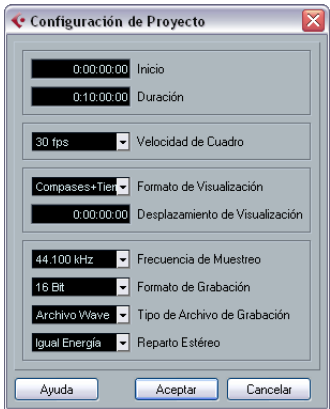 Configuración de Proyecto
0:00:00:00 Inicio
0:10:00:00 Duración
30 fps Velocidad de Cuadro
Compases+Tien Formato de Visualización
0:00:00:00 Desplazamiento de Visualización
44.100 kHz Frecuencia de Muestreo
16 Bit Formato de Grabación
Archivo Wave Tipo de Archivo de Grabación
Igual Energía Reparto Estéreo
Ayuda Aceptar Cancelar